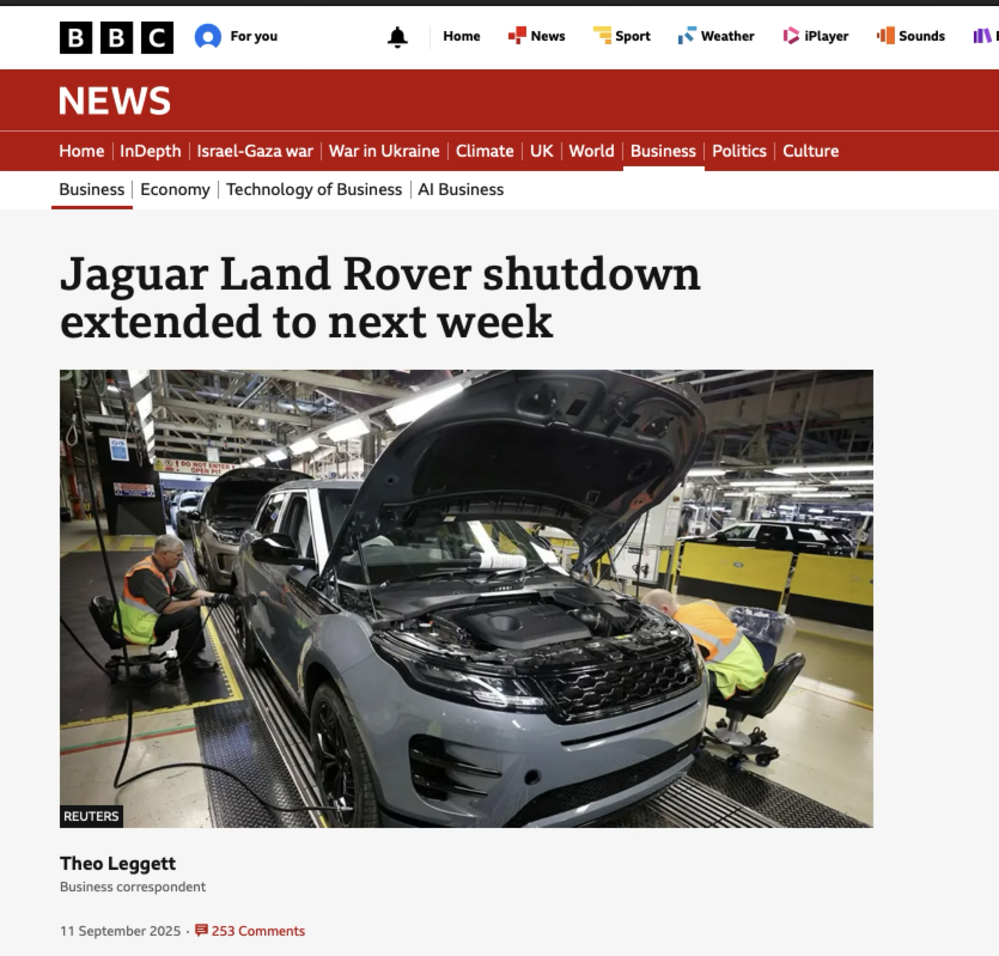 BBC
For you
Home
News
Sport
Weather
iPlayer
Sounds
NEWS
Home
InDepth
Israel-Gaza war
War in Ukraine
Climate
UK
World
Business
Politics
Culture
Business
Economy
Technology of Business
AI Business
Jaguar Land Rover shutdown
extended to next week
DO NOT ENTER
OPEN PIT
REUTERS
Theo Leggett
Business correspondent
11 September 2025 · 253 Comments